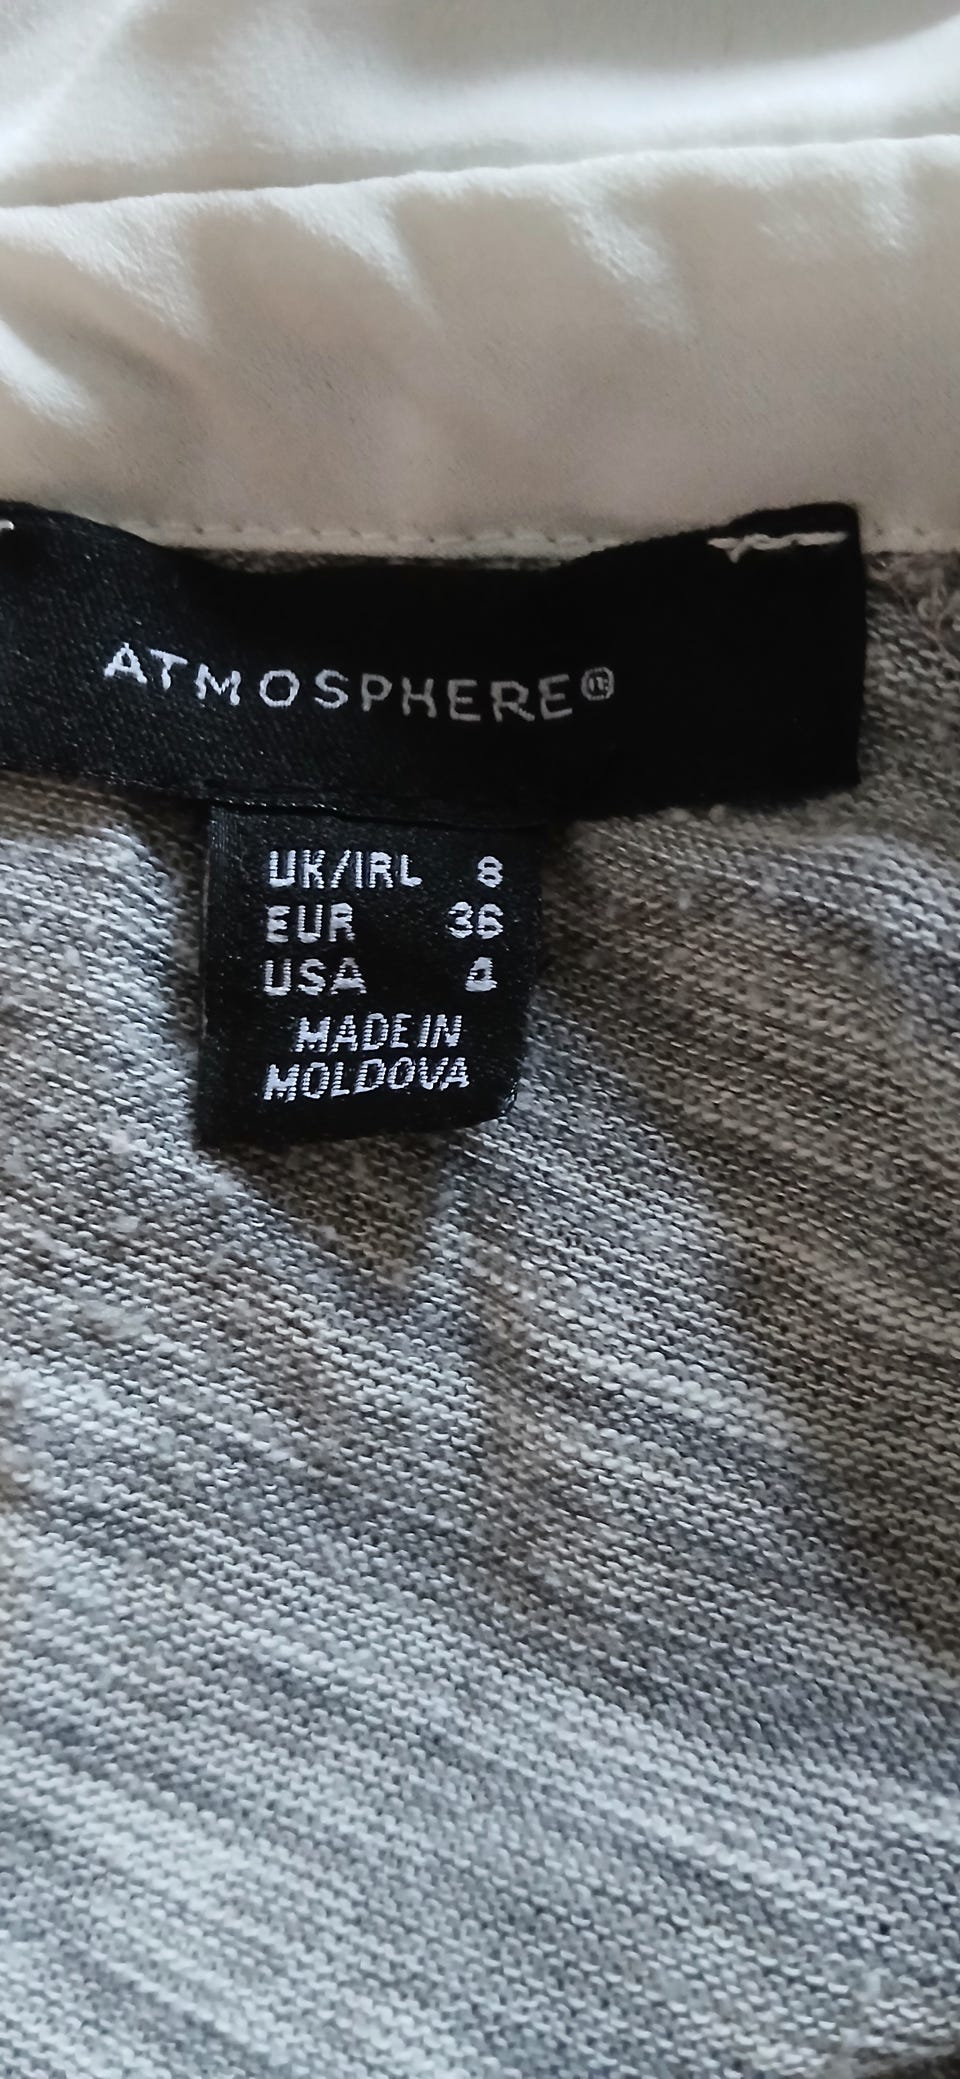 ATMOSPHERE®
UK/IRL 8
EUR 36
USA 4
MADE IN
MOLDOVA